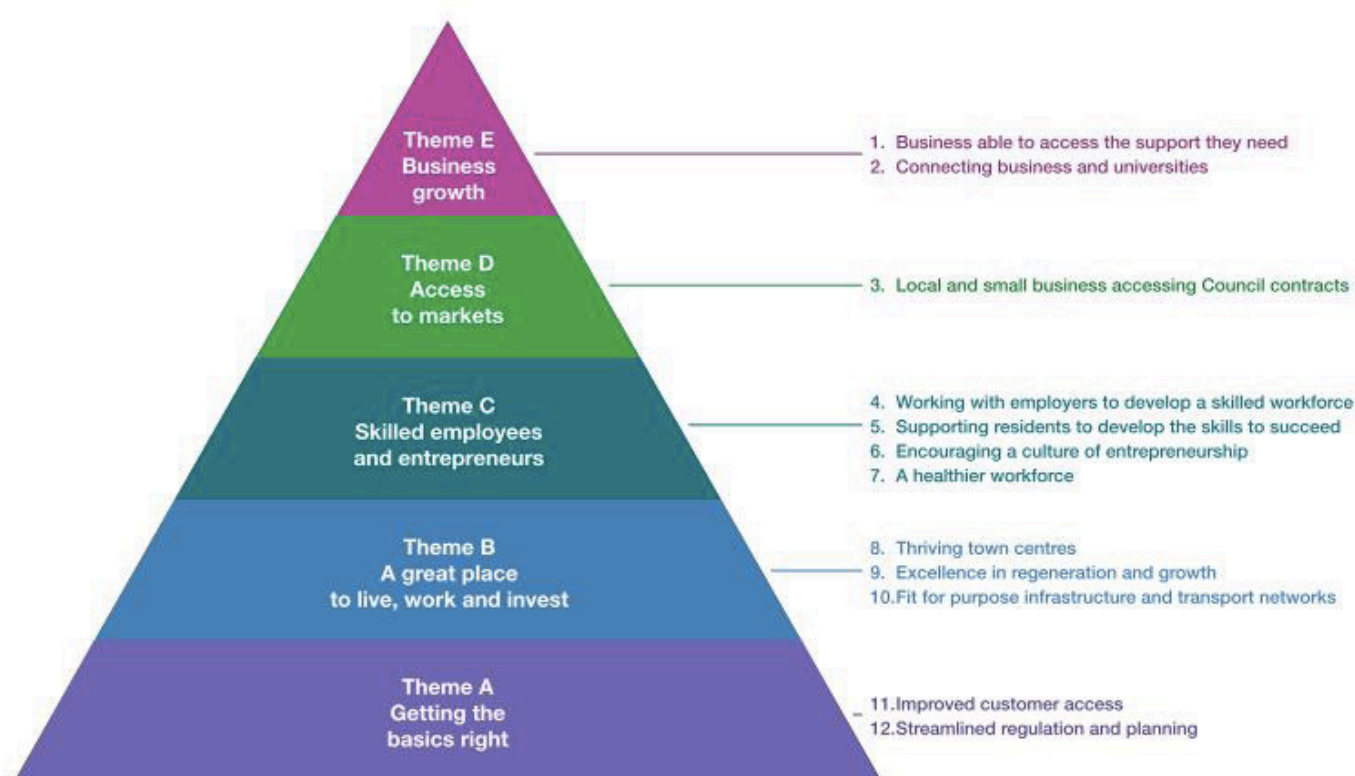 Theme E
Business
growth
1. Business able to access the support they need
2. Connecting business and universities
Theme D
Access
to markets
3. Local and small business accessing Council contracts
Theme C
Skilled employees
and entrepreneurs
4. Working with employers to develop a skilled workforce
5. Supporting residents to develop the skills to succeed
6. Encouraging a culture of entrepreneurship
7. A healthier workforce
Theme B
A great place
to live, work and invest
8. Thriving town centres
9. Excellence in regeneration and growth
10.Fit for purpose infrastructure and transport networks
Theme A
Getting the
basics right
11.Improved customer access
12.Streamlined regulation and planning